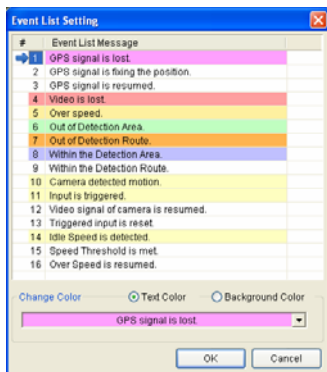 Event List Setting
# Event List Message
1 GPS signal is lost.
2 GPS signal is fixing the position.
3 GPS signal is resumed.
4 Video is lost.
5 Over speed.
6 Out of Detection Area.
7 Out of Detection Route.
8 Within the Detection Area.
9 Within the Detection Route.
10 Camera detected motion.
11 Input is triggered.
12 Video signal of camera is resumed.
13 Triggered input is reset.
14 Idle Speed is detected.
15 Speed Threshold is met.
16 Over Speed is resumed.
Change Color Text Color Background Color
GPS signal is lost.
OK Cancel